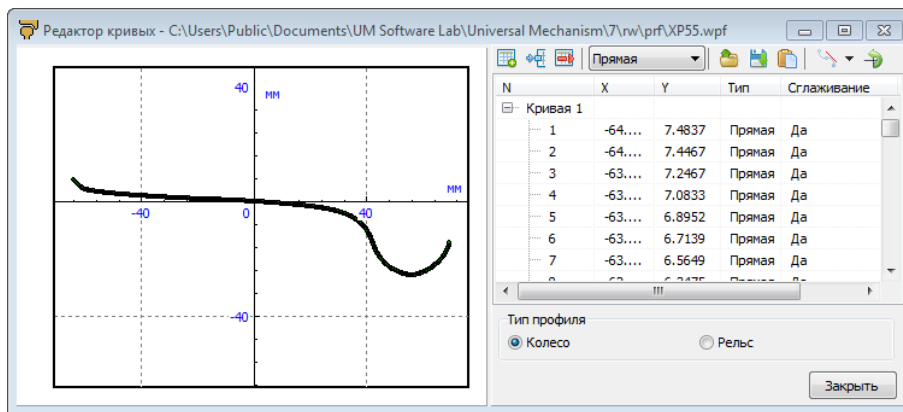 Редактор кривых - C:\Users\Public\Documents\UM Software Lab\Universal Mechanism\7\rw\prf\XP55.wpf
Прямая
40
мм
мм
-40
0
40
-40
N X Y Тип Сглаживание
Кривая 1
1 -64.... 7.4837 Прямая Да
2 -64.... 7.4467 Прямая Да
3 -63.... 7.2467 Прямая Да
4 -63.... 7.0833 Прямая Да
5 -63.... 6.8952 Прямая Да
6 -63.... 6.7139 Прямая Да
7 -63.... 6.5649 Прямая Да
Тип профиля
Колесо Рельс
Закрыть